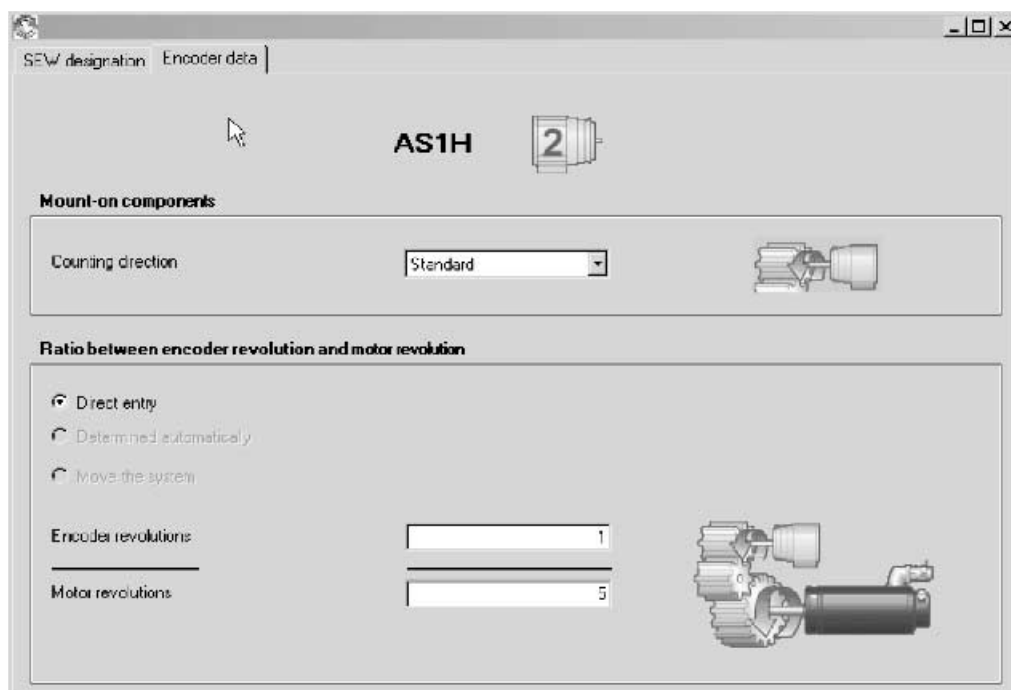 SEW designation Encoder data
AS1H 2
Mount-on components
Counting direction Standard
Ratio between encoder revolution and motor revolution
Direct entry
Determined automatically
Move the system
Encoder revolutions 1
Motor revolutions 5